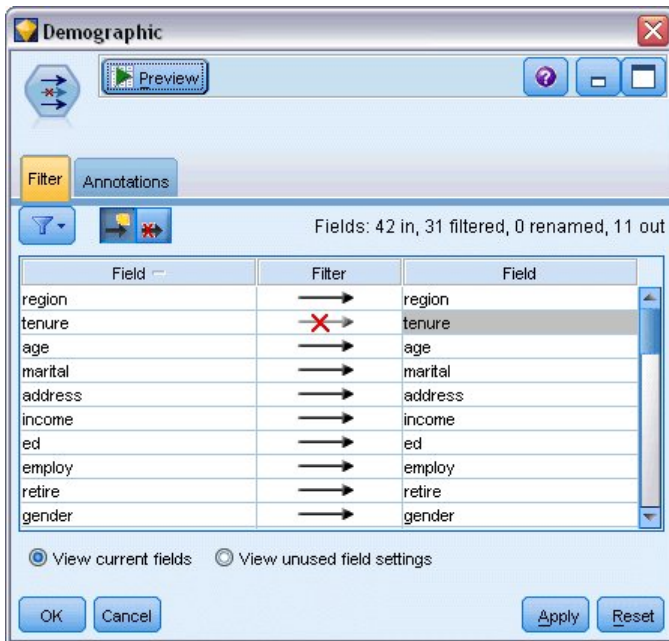 Demographic
Preview
Filter Annotations
Fields: 42 in, 31 filtered, 0 renamed, 11 out
Field Filter Field
region region
tenure tenure
age age
marital marital
address address
income income
ed ed
employ employ
retire retire
gender gender
View current fields View unused field settings
OK Cancel Apply Reset